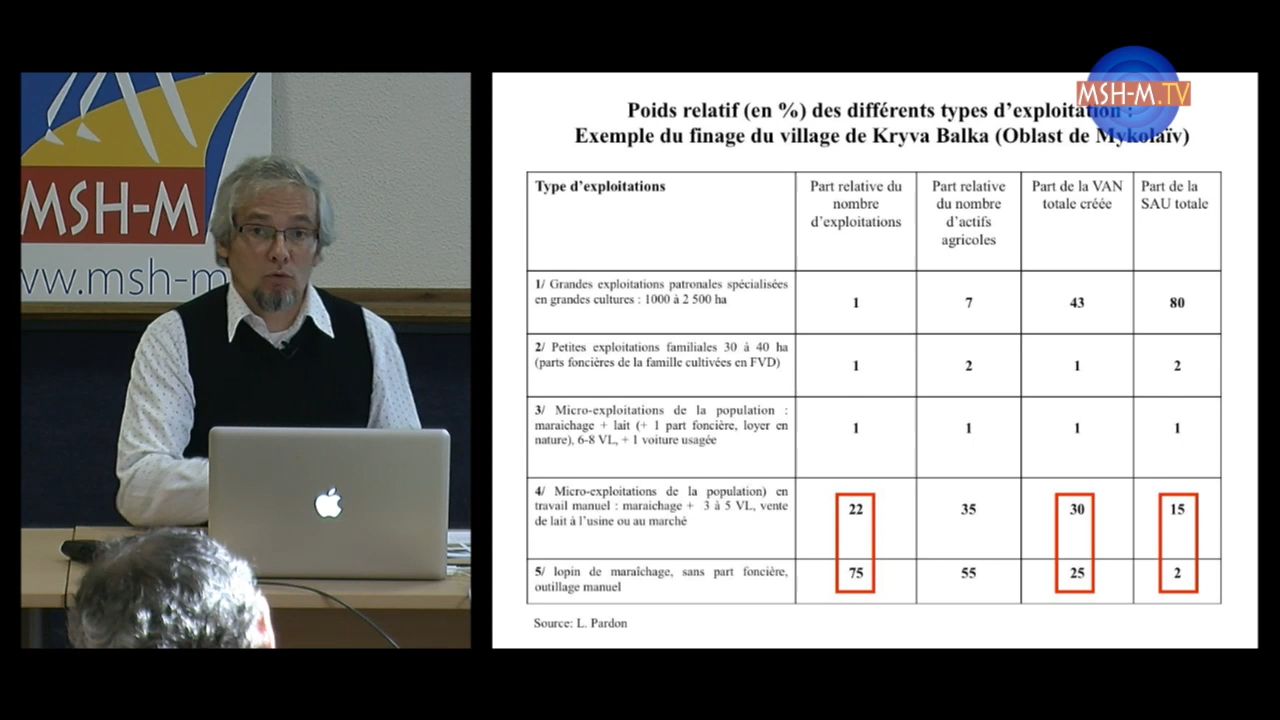 MSH-M.TV
MSH-M
www.msh-m
Poids relatif (en %) des différents types d'exploitation :
Exemple du finage du village de Kryva Balka (Oblast de Mykolaïv)
Type d'exploitations
Part relative du
nombre
d'exploitations
Part relative
du nombre
d'actifs
agricoles
Part de la VAN
totale créée
Part de la
SAU totale
1/ Grandes exploitations patronales spécialisées
en grandes cultures : 1000 à 2 500 ha
1
7
43
80
2/ Petites exploitations familiales 30 à 40 ha
(parts foncières de la famille cultivées en FVD)
1
2
1
2
3/ Micro-exploitations de la population :
maraichage + lait (+ 1 part foncière, loyer en
nature), 6-8 VL, + 1 voiture usagée
1
1
1
1
4/ Micro-exploitations de la population) en
travail manuel : maraichage + 3 à 5 VL, vente
de lait à l'usine ou au marché
22
35
30
15
5/ lopin de maraîchage, sans part foncière,
outillage manuel
75
55
25
2
Source: L. Pardon